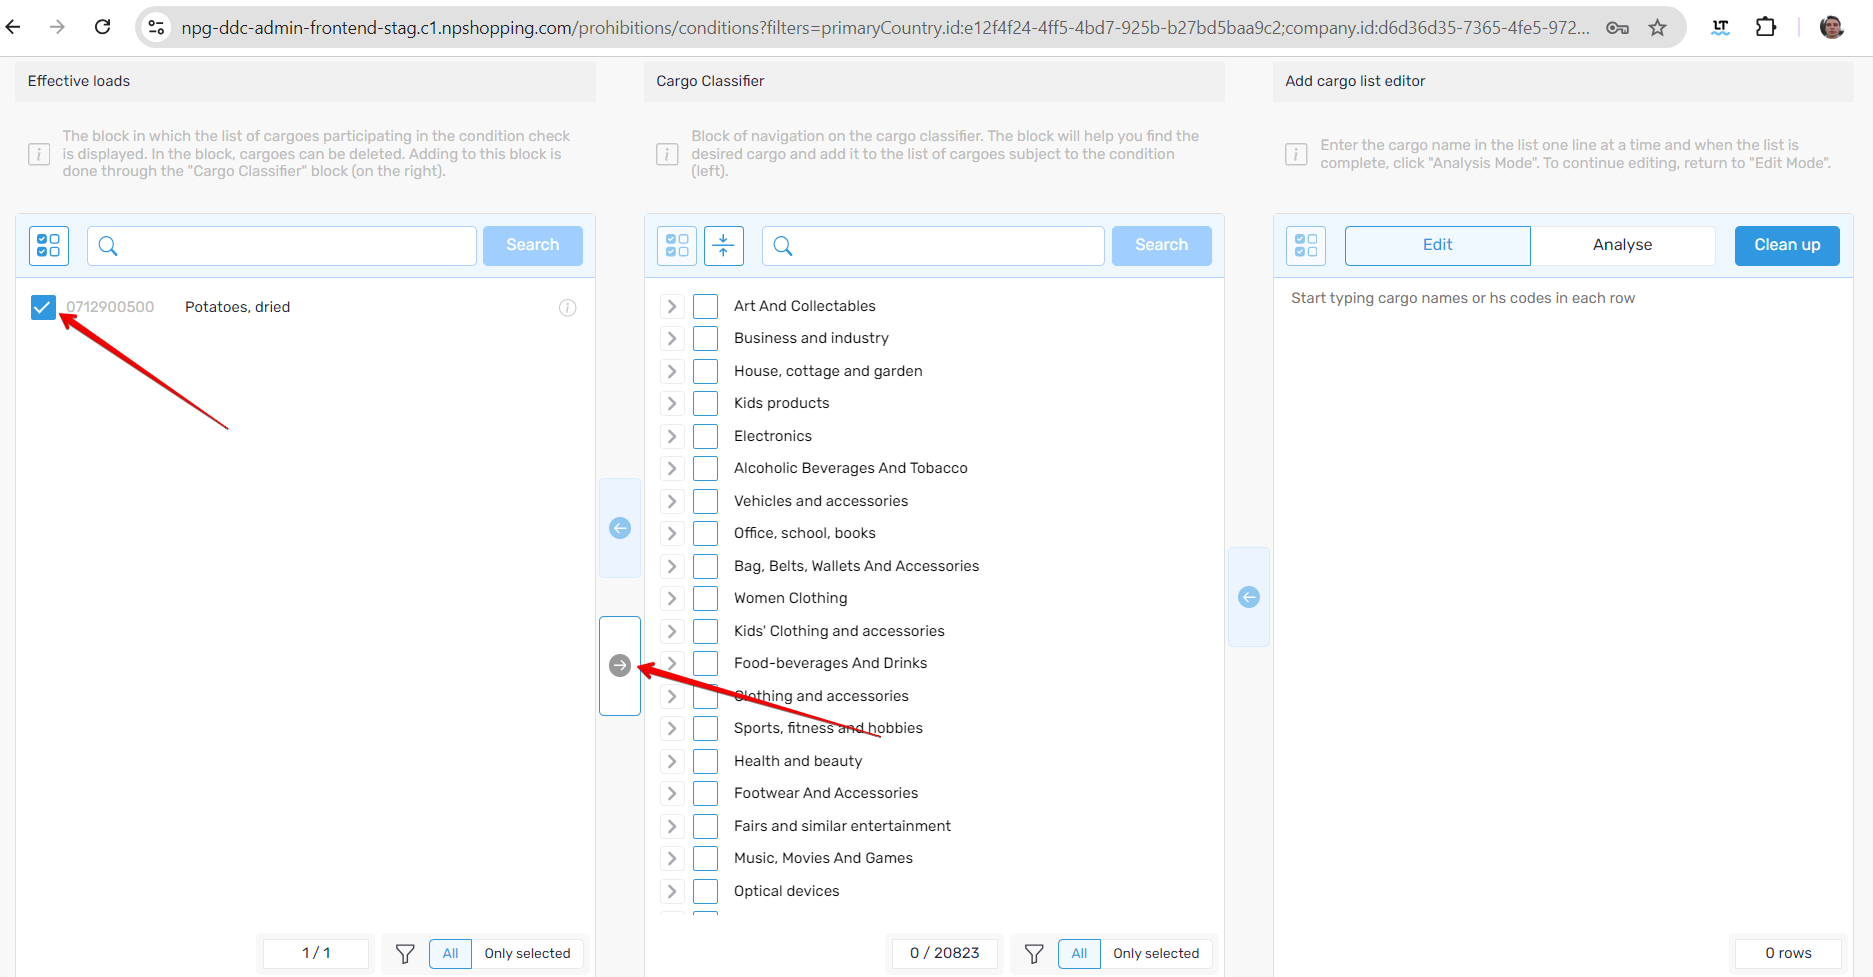 npg-ddc-admin-frontend-stag.c1.npshopping.com/prohibitions/conditions?filters=primaryCountry.id:e12f4f24-4ff5-4bd7-925b-b27bd5baa9c2;company.id:d6d36d35-7365-4fe5-972...
LT
Effective loads
The block in which the list of cargoes participating in the condition check
is displayed. In the block, cargoes can be deleted. Adding to this block is
done through the "Cargo Classifier" block (on the right).
Search
0712900500 Potatoes, dried
1 / 1
All
Only selected
Cargo Classifier
Block of navigation on the cargo classifier. The block will help you find the
desired cargo and add it to the list of cargoes subject to the condition
(left).
Search
Art And Collectables
Business and industry
House, cottage and garden
Kids products
Electronics
Alcoholic Beverages And Tobacco
Vehicles and accessories
Office, school, books
Bag, Belts, Wallets And Accessories
Women Clothing
Kids' Clothing and accessories
Food-beverages And Drinks
Clothing and accessories
Sports, fitness and hobbies
Health and beauty
Footwear And Accessories
Fairs and similar entertainment
Music, Movies And Games
Optical devices
0 / 20823
All
Only selected
Add cargo list editor
Enter the cargo name in the list one line at a time and when the list is
complete, click "Analysis Mode". To continue editing, return to "Edit Mode".
Edit
Analyse
Clean up
Start typing cargo names or hs codes in each row
0 rows